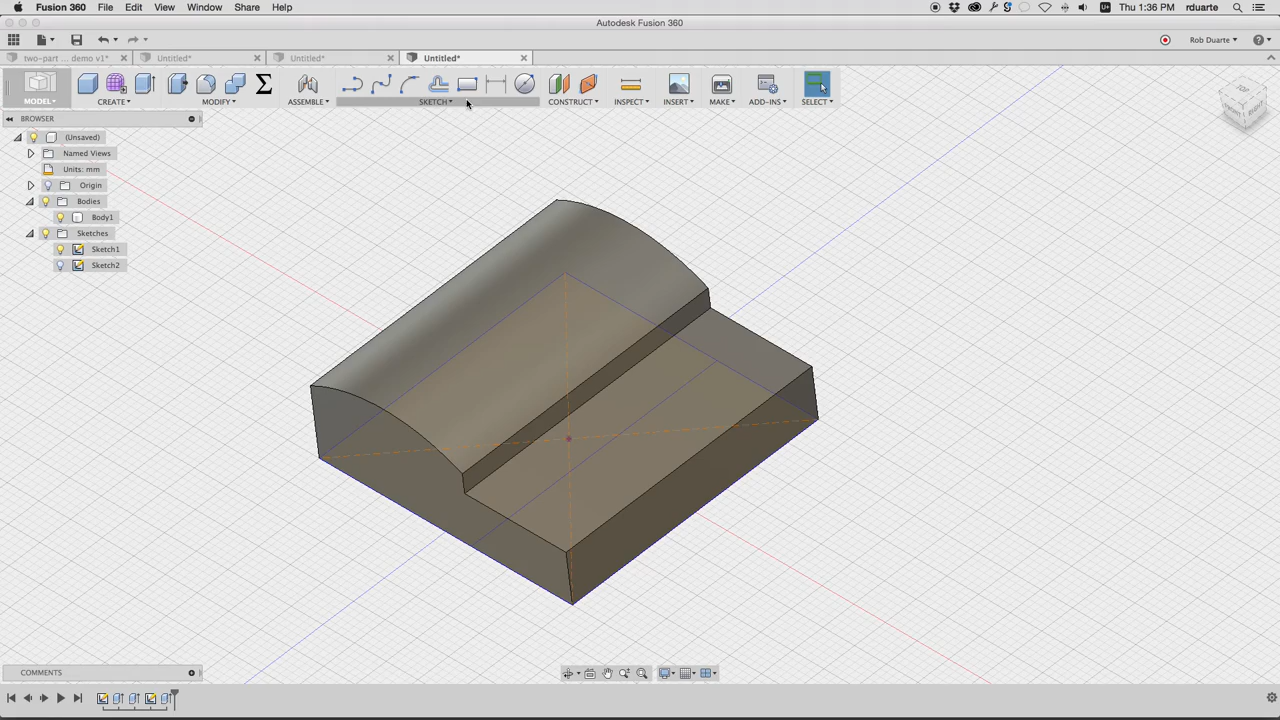 Fusion 360 File Edit View Window Share Help Thu 1:36 PM rduarte
Autodesk Fusion 360
Rob Duarte
two-part ... demo v1* Untitled* Untitled* Untitled*
MODEL CREATE MODIFY ASSEMBLE SKETCH CONSTRUCT INSPECT INSERT MAKE ADD-INS SELECT
BROWSER
(Unsaved)
Named Views
Units: mm
Origin
Bodies
Body1
Sketches
Sketch1
Sketch2
COMMENTS